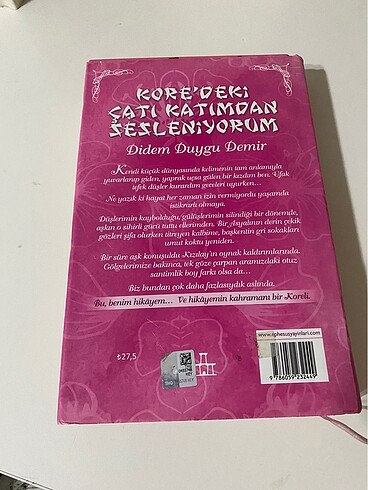 KORE'DEKİ
ÇATI KATIMDAN
SESLENİYORUM
Didem Duygu Demir
Kendi küçük dünyasında kelimenin tam anlamıyla
yuvarlanıp giden, yaprak uçsa gülen bir kızdım ben. Ufak
tefek düşler kurardım geceleri uyurken...
Ne yazık ki hayat her zaman izin vermiyordu yaşamda
istikrarlı olmaya.
Düşlerimin kaybolduğu, gülüşlerimin silindiği bir dönemde,
aşkın o sihirli gücü tuttu ellerimden. Bir Asyalının derin çekik
gözleri şifa olurken titreyen kalbime, başkentin gri sokakları
umut koktu yeniden.
Bir süre aşk konuşuldu Kızılay'ın oynak kaldırımlarında.
Gölgelerimize bakınca, tek göze çarpan aramızdaki otuz
santimlik boy farkı olsa da...
Biz bundan çok daha fazlasıydık aslında.
Bu, benim hikâyem... Ve hikâyemin kahramanı bir Koreli.
www.ephesusyayinlari.com
₺27,5
9 786059 232449